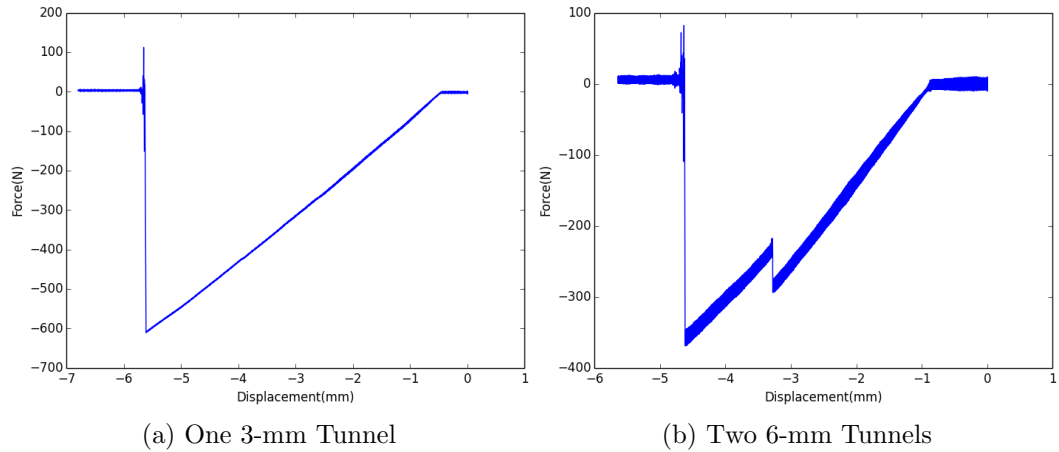 200
100
0
−100
−200
−300
−400
−500
−600
−700
Force(N)
−7 −6 −5 −4 −3 −2 −1 0 1
Displacement(mm)
(a) One 3-mm Tunnel
100
0
−100
−200
−300
−400
Force(N)
−6 −5 −4 −3 −2 −1 0 1
Displacement(mm)
(b) Two 6-mm Tunnels